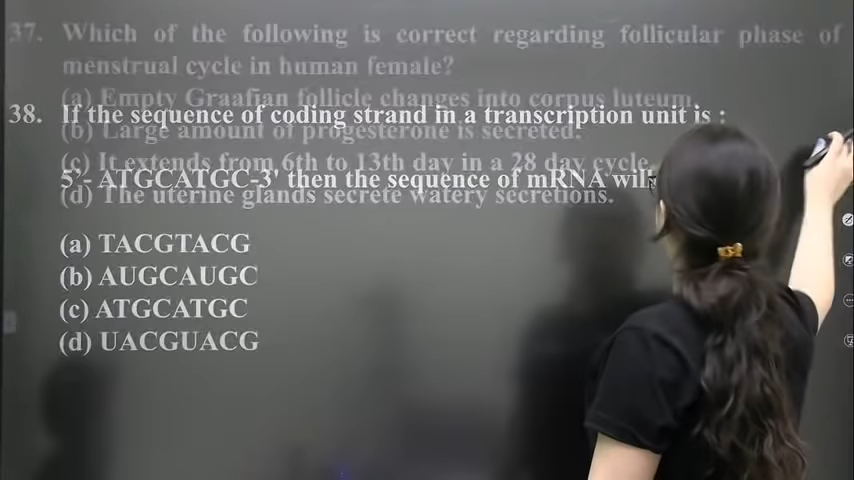 37. Which of the following is correct regarding follicular phase of
menstrual cycle in human female?
(a) Empty Graafian follicle changes into corpus luteum.
38. If the sequence of coding strand in a transcription unit is :
(b) Large amount of progesterone is secreted.
(c) It extends from 6th to 13th day in a 28 day cycle.
5'- ATGCATGC-3' then the sequence of mRNA will
(d) The uterine glands secrete watery secretions.
(a) TACGTACG
(b) AUGCAUGC
(c) ATGCATGC
(d) UACGUACG